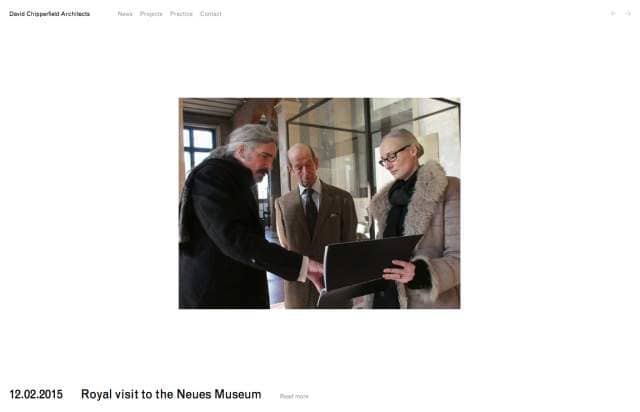 David Chipperfield Architects News Projects Practice Contact
12.02.2015 Royal visit to the Neues Museum Read more